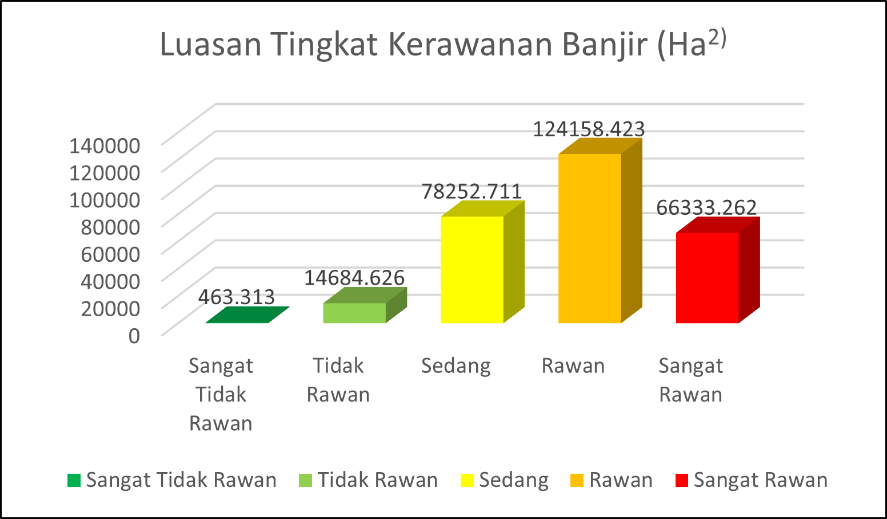 Luasan Tingkat Kerawanan Banjir (Ha²⁾
140000
120000
100000
80000
60000
40000
20000
0
463.313
14684.626
78252.711
124158.423
66333.262
Sangat
Tidak
Rawan
Tidak
Rawan
Sedang
Rawan
Sangat
Rawan
Sangat Tidak Rawan
Tidak Rawan
Sedang
Rawan
Sangat Rawan